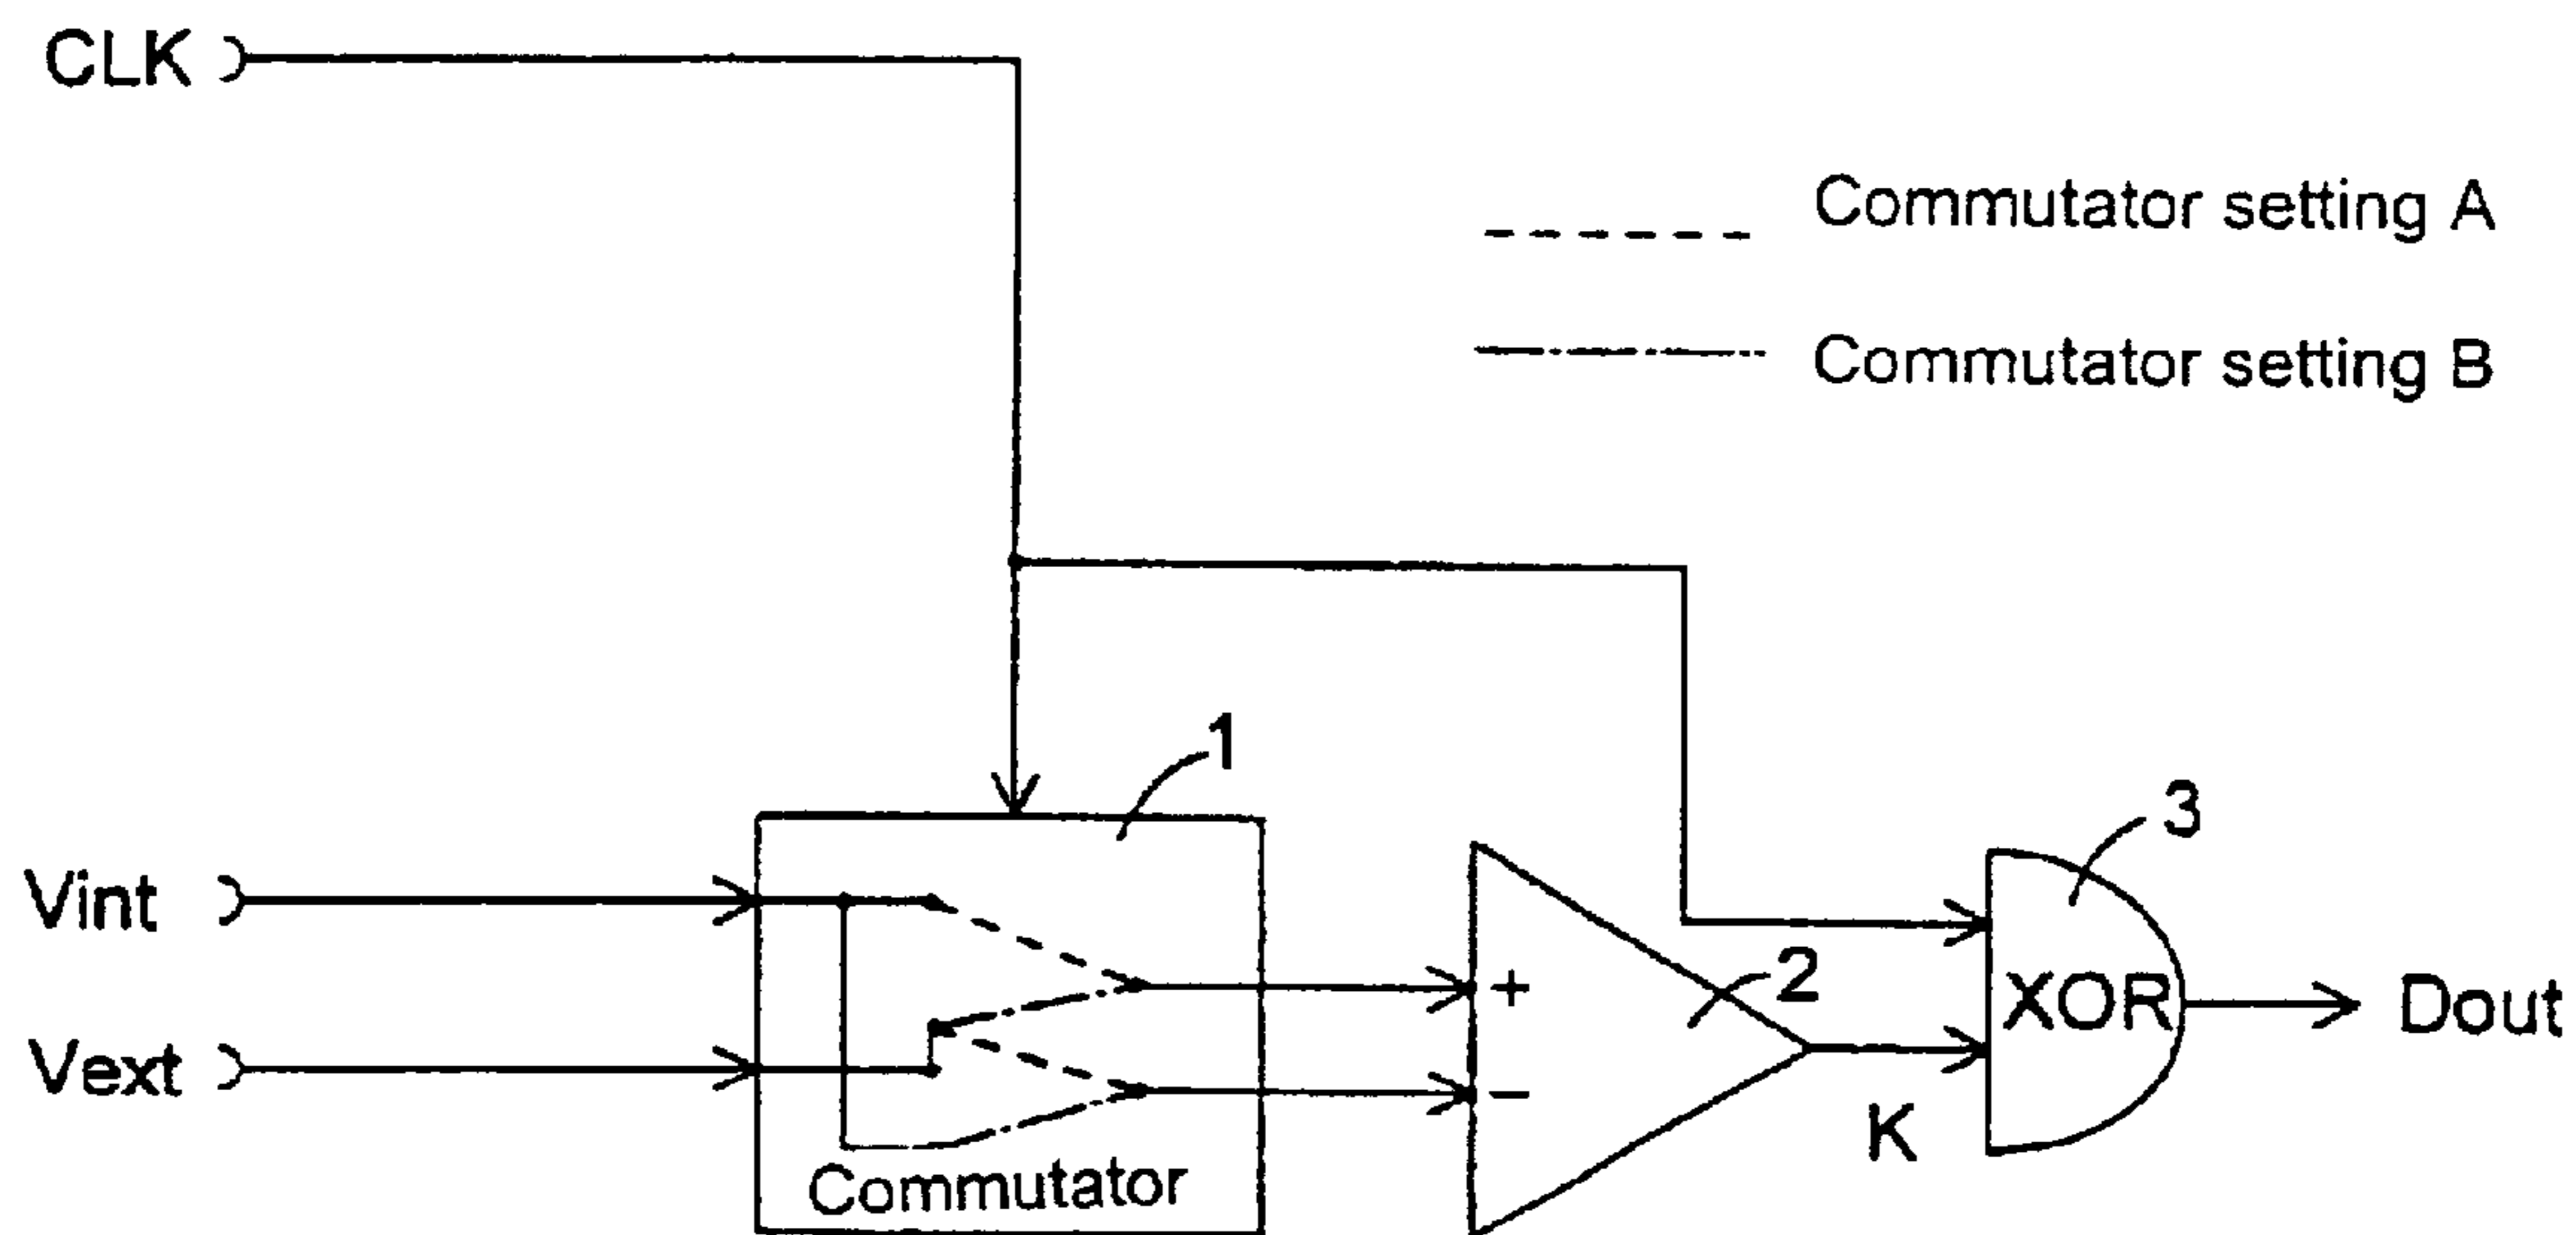 CLK
Commutator setting A
Commutator setting B
1
3
Vint
2
+
XOR
Dout
Vext
−
K
Commutator